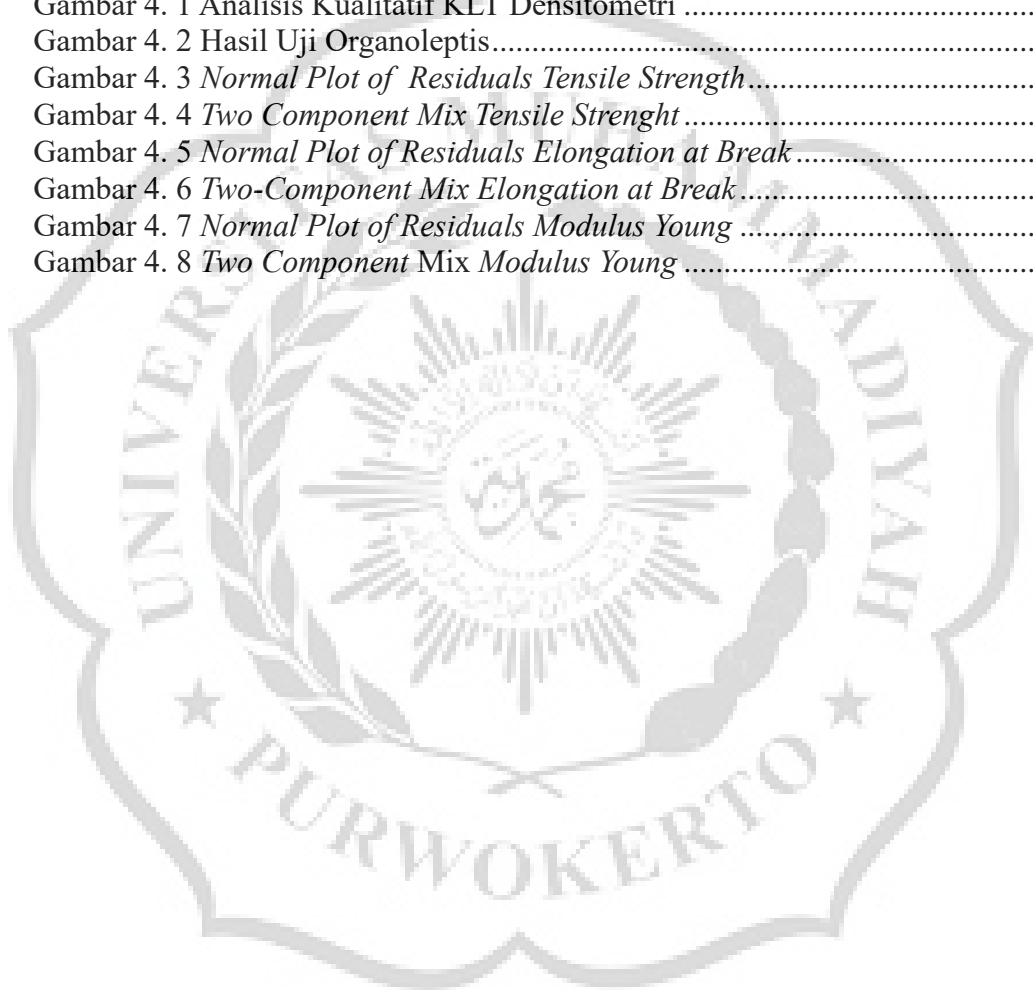 Gambar 4. 1 Analisis Kualitatif KLT Densitometri ........................................
Gambar 4. 2 Hasil Uji Organoleptis..................................................................
Gambar 4. 3 Normal Plot of Residuals Tensile Strength..................................
Gambar 4. 4 Two Component Mix Tensile Strenght ........................................
Gambar 4. 5 Normal Plot of Residuals Elongation at Break............................
Gambar 4. 6 Two-Component Mix Elongation at Break...................................
Gambar 4. 7 Normal Plot of Residuals Modulus Young ..................................
Gambar 4. 8 Two Component Mix Modulus Young .........................................
UNIVERSITAS MUHAMMADIYAH
PURWOKERTO